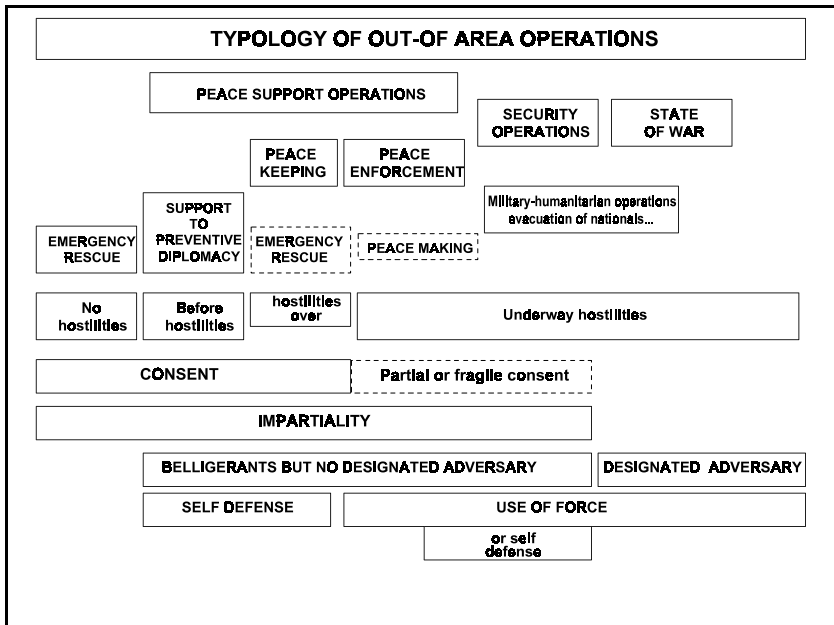 TYPOLOGY OF OUT-OF AREA OPERATIONS
PEACE SUPPORT OPERATIONS
SECURITY
OPERATIONS
STATE
OF WAR
PEACE
KEEPING
PEACE
ENFORCEMENT
Military-humanitarian operations
evacuation of nationals...
EMERGENCY
RESCUE
SUPPORT
TO
PREVENTIVE
DIPLOMACY
EMERGENCY
RESCUE
PEACE MAKING
No
hostilities
Before
hostilities
hostilities
over
Underway hostilities
CONSENT
Partial or fragile consent
IMPARTIALITY
BELLIGERANTS BUT NO DESIGNATED ADVERSARY
DESIGNATED ADVERSARY
SELF DEFENSE
USE OF FORCE
or self
defense